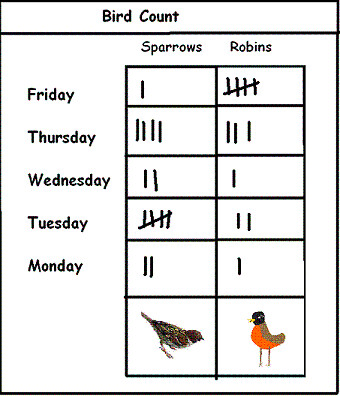 Bird Count
Sparrows Robins
Friday
Thursday
Wednesday
Tuesday
Monday